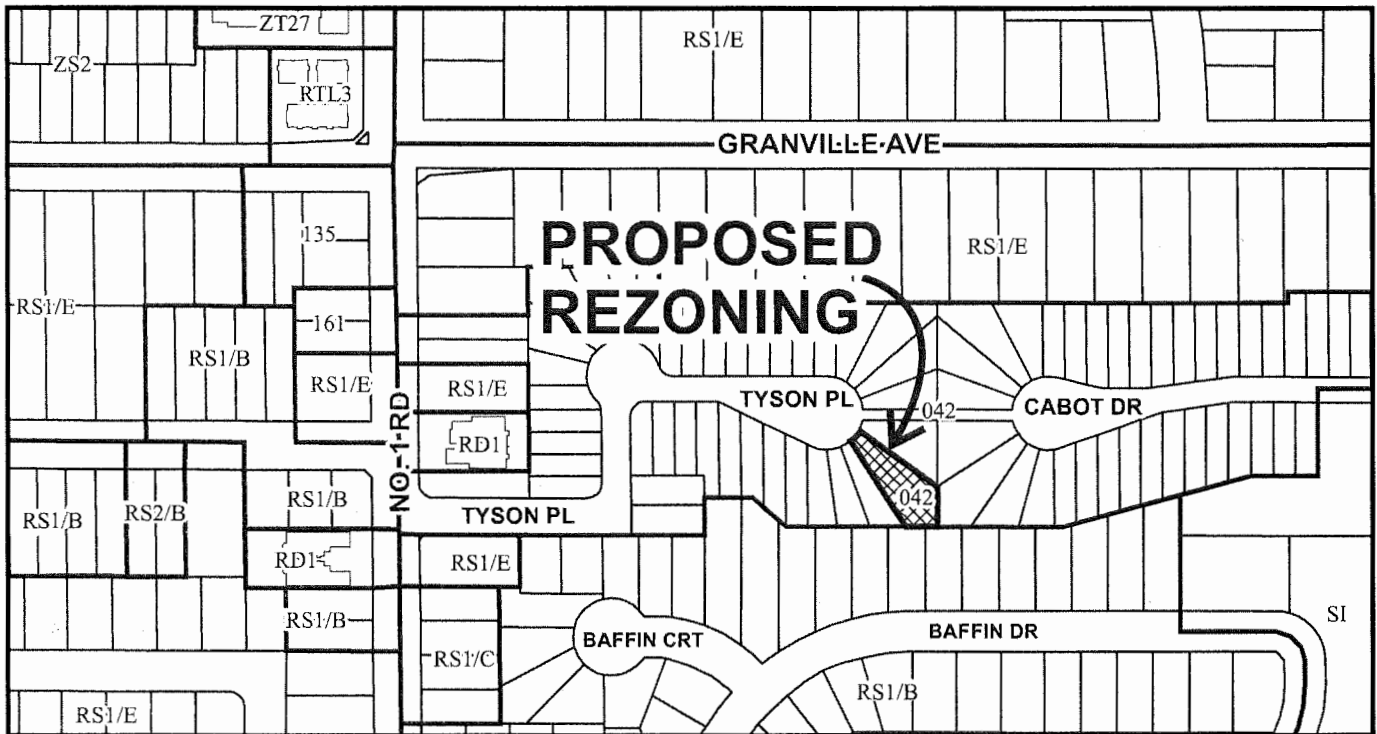 ZT27
RS1/E
ZS2
RTL3
GRANVILLE AVE
135
PROPOSED
REZONING
RS1/E
RS1/E
161
RS1/B
RS1/E
RS1/E
TYSON PL
042
CABOT DR
NO. 1 RD
RD1
042
RS1/B
RS1/B
RS2/B
TYSON PL
RD1
RS1/E
RS1/B
BAFFIN CRT
BAFFIN DR
SI
RS1/C
RS1/B
RS1/E